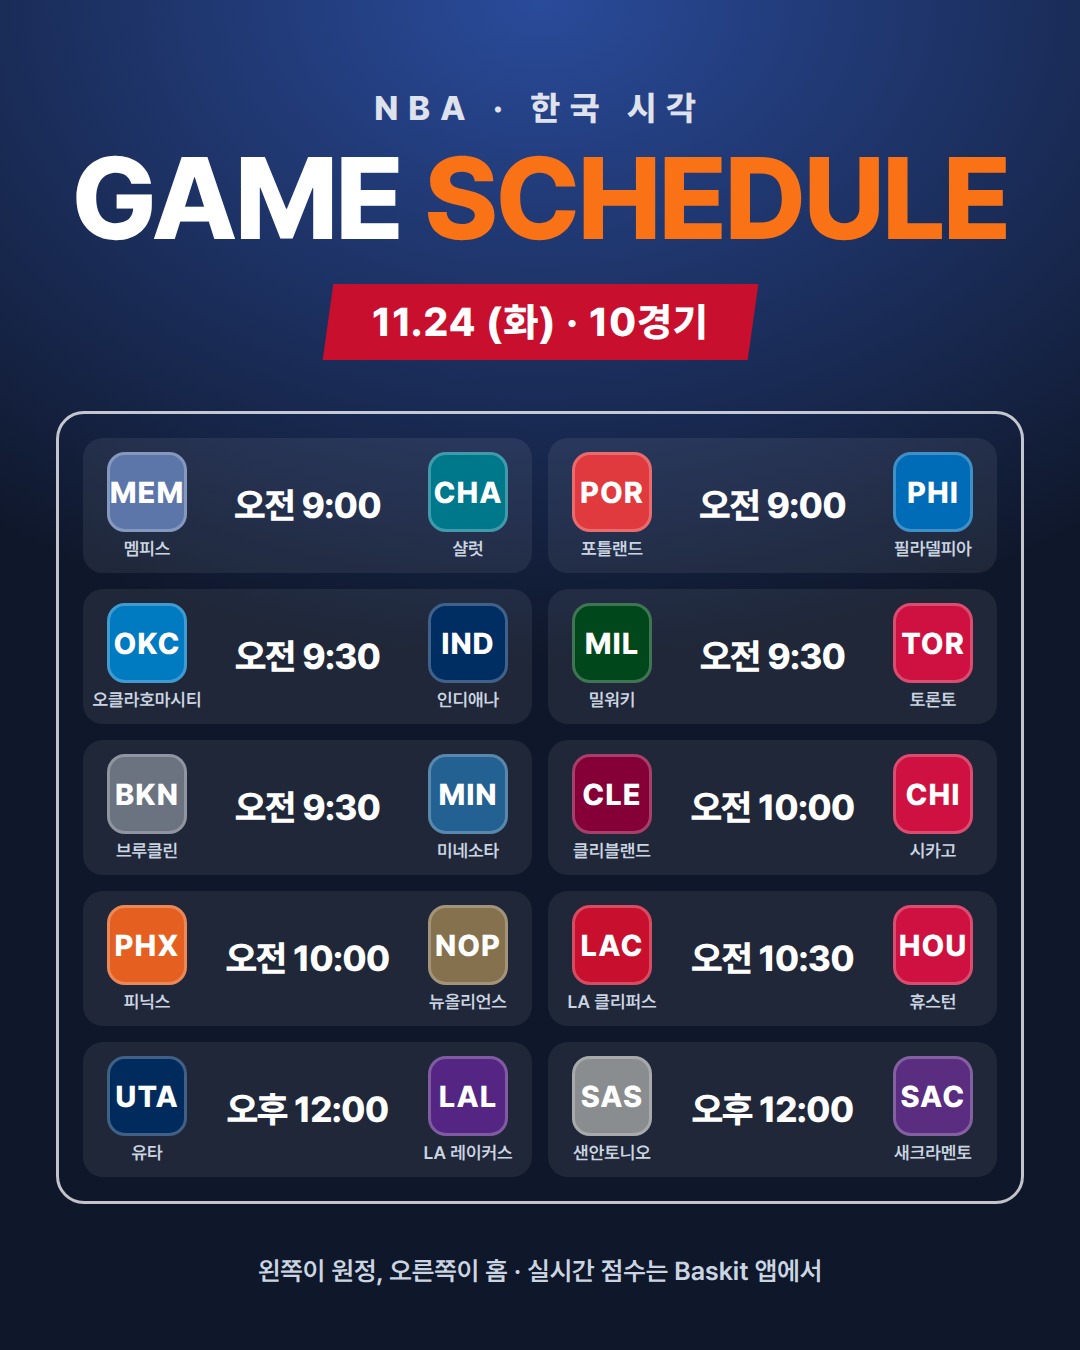 NBA · 한국 시각
GAME SCHEDULE
11.24 (화) · 10경기
MEM 오전 9:00 CHA
멤피스 샬럿
POR 오전 9:00 PHI
포틀랜드 필라델피아
OKC 오전 9:30 IND
오클라호마시티 인디애나
MIL 오전 9:30 TOR
밀워키 토론토
BKN 오전 9:30 MIN
브루클린 미네소타
CLE 오전 10:00 CHI
클리블랜드 시카고
PHX 오전 10:00 NOP
피닉스 뉴올리언스
LAC 오전 10:30 HOU
LA 클리퍼스 휴스턴
UTA 오후 12:00 LAL
유타 LA 레이커스
SAS 오후 12:00 SAC
샌안토니오 새크라멘토
왼쪽이 원정, 오른쪽이 홈 · 실시간 점수는 Baskit 앱에서